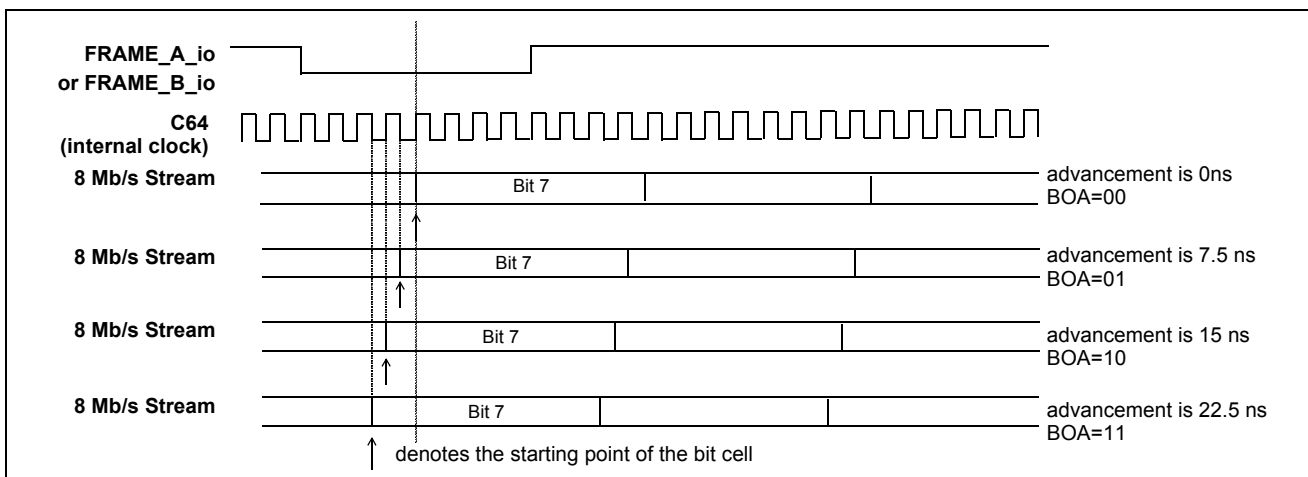 FRAME_A_io
or FRAME_B_io
C64
(internal clock)
8 Mb/s Stream
Bit 7
advancement is 0ns
BOA=00
8 Mb/s Stream
Bit 7
advancement is 7.5 ns
BOA=01
8 Mb/s Stream
Bit 7
advancement is 15 ns
BOA=10
8 Mb/s Stream
Bit 7
advancement is 22.5 ns
BOA=11
denotes the starting point of the bit cell